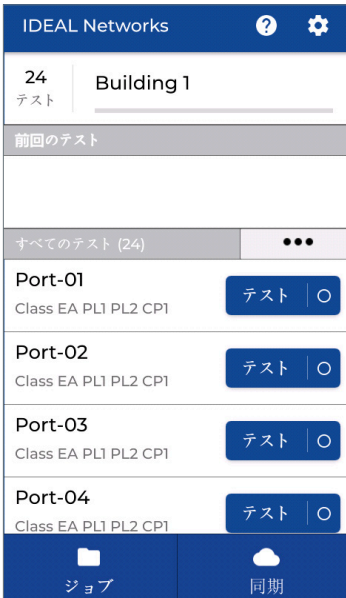 IDEAL Networks
24
テスト
Building 1
前回のテスト
すべてのテスト (24)
Port-01
Class EA PL1 PL2 CP1
テスト
Port-02
Class EA PL1 PL2 CP1
テスト
Port-03
Class EA PL1 PL2 CP1
テスト
Port-04
Class EA PL1 PL2 CP1
テスト
ジョブ
同期